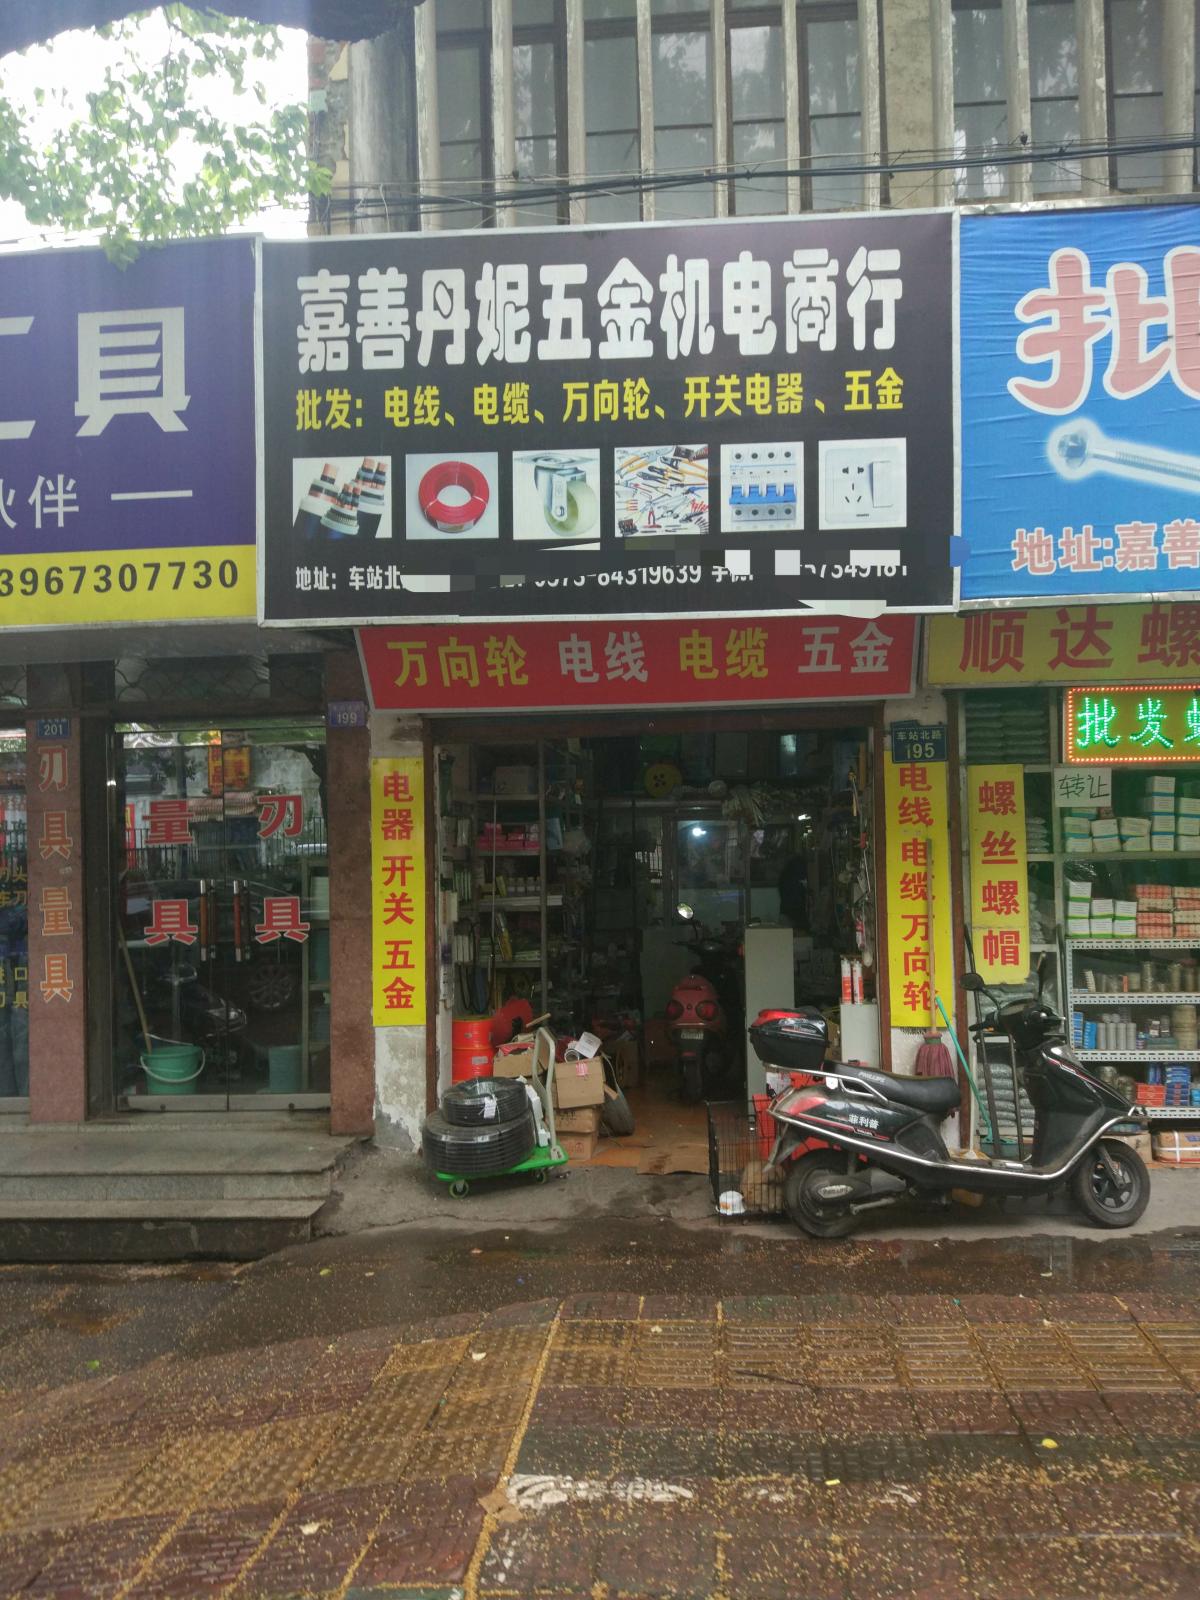 嘉善丹妮五金机电商行
批发：电线、电缆、万向轮、开关电器、五金
地址：车站北
0573-84319639
具
伙伴 —
3967307730
批
地址:嘉善
万向轮 电线 电缆 五金
顺达螺
批发
转让
201
199
车站北路
195
刃具量具
量具
刃具
电器开关五金
电线电缆万向轮
螺丝螺帽
菲利普